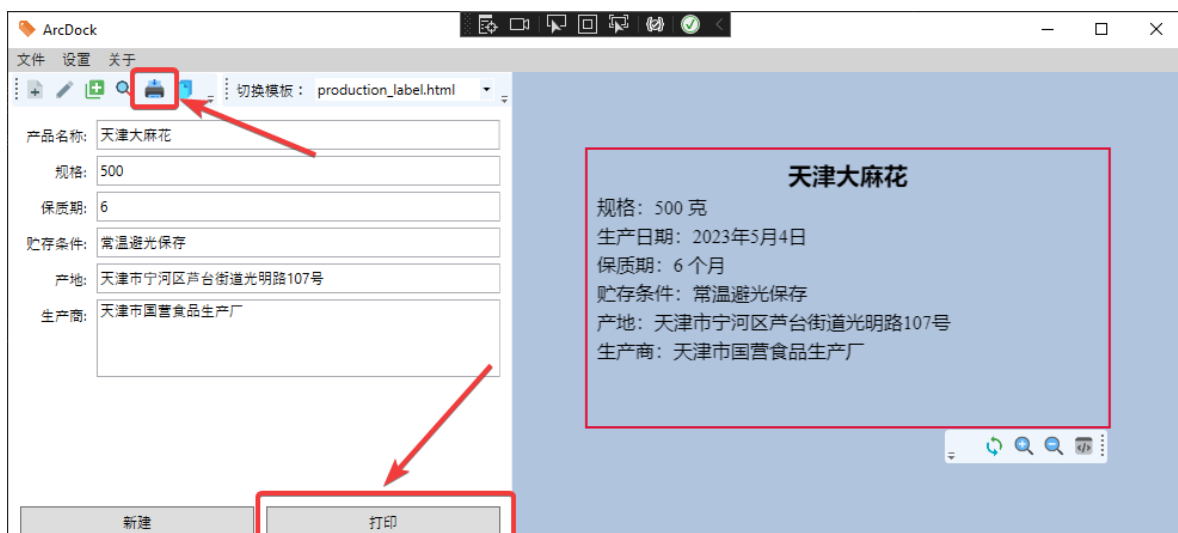 ArcDock
文件 设置 关于
切换模板： production_label.html
产品名称: 天津大麻花
规格: 500
保质期: 6
贮存条件: 常温避光保存
产地: 天津市宁河区芦台街道光明路107号
生产商: 天津市国营食品生产厂
新建 打印
天津大麻花
规格：500 克
生产日期：2023年5月4日
保质期：6 个月
贮存条件：常温避光保存
产地：天津市宁河区芦台街道光明路107号
生产商：天津市国营食品生产厂